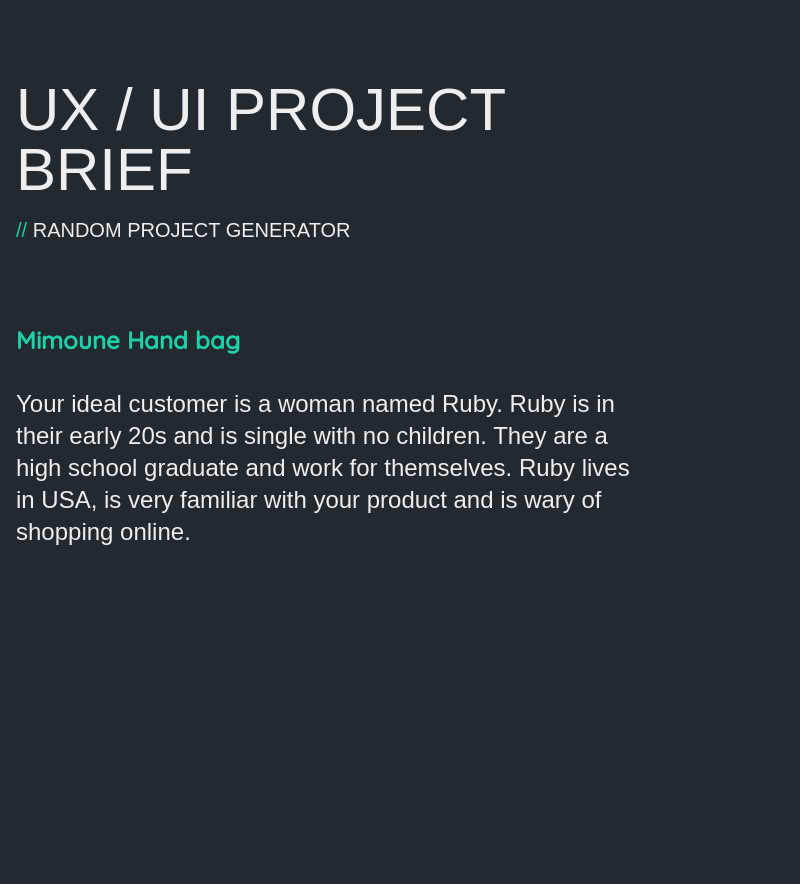 UX / UI PROJECT
BRIEF
// RANDOM PROJECT GENERATOR
Mimoune Hand bag
Your ideal customer is a woman named Ruby. Ruby is in
their early 20s and is single with no children. They are a
high school graduate and work for themselves. Ruby lives
in USA, is very familiar with your product and is wary of
shopping online.